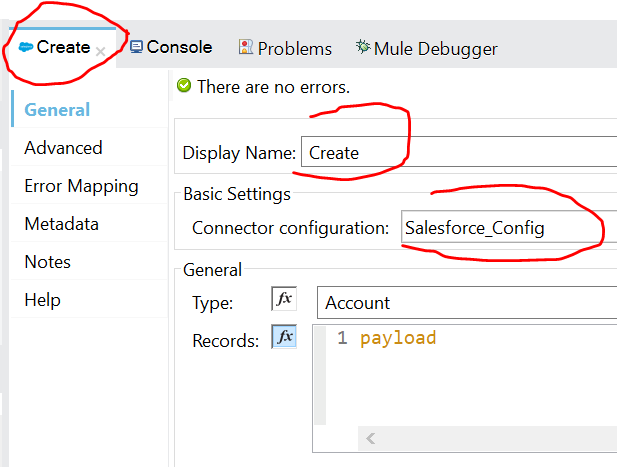 Create
Console
Problems
Mule Debugger
General
Advanced
Error Mapping
Metadata
Notes
Help
There are no errors.
Display Name: Create
Basic Settings
Connector configuration: Salesforce_Config
General
Type: fx Account
Records: fx 1 payload